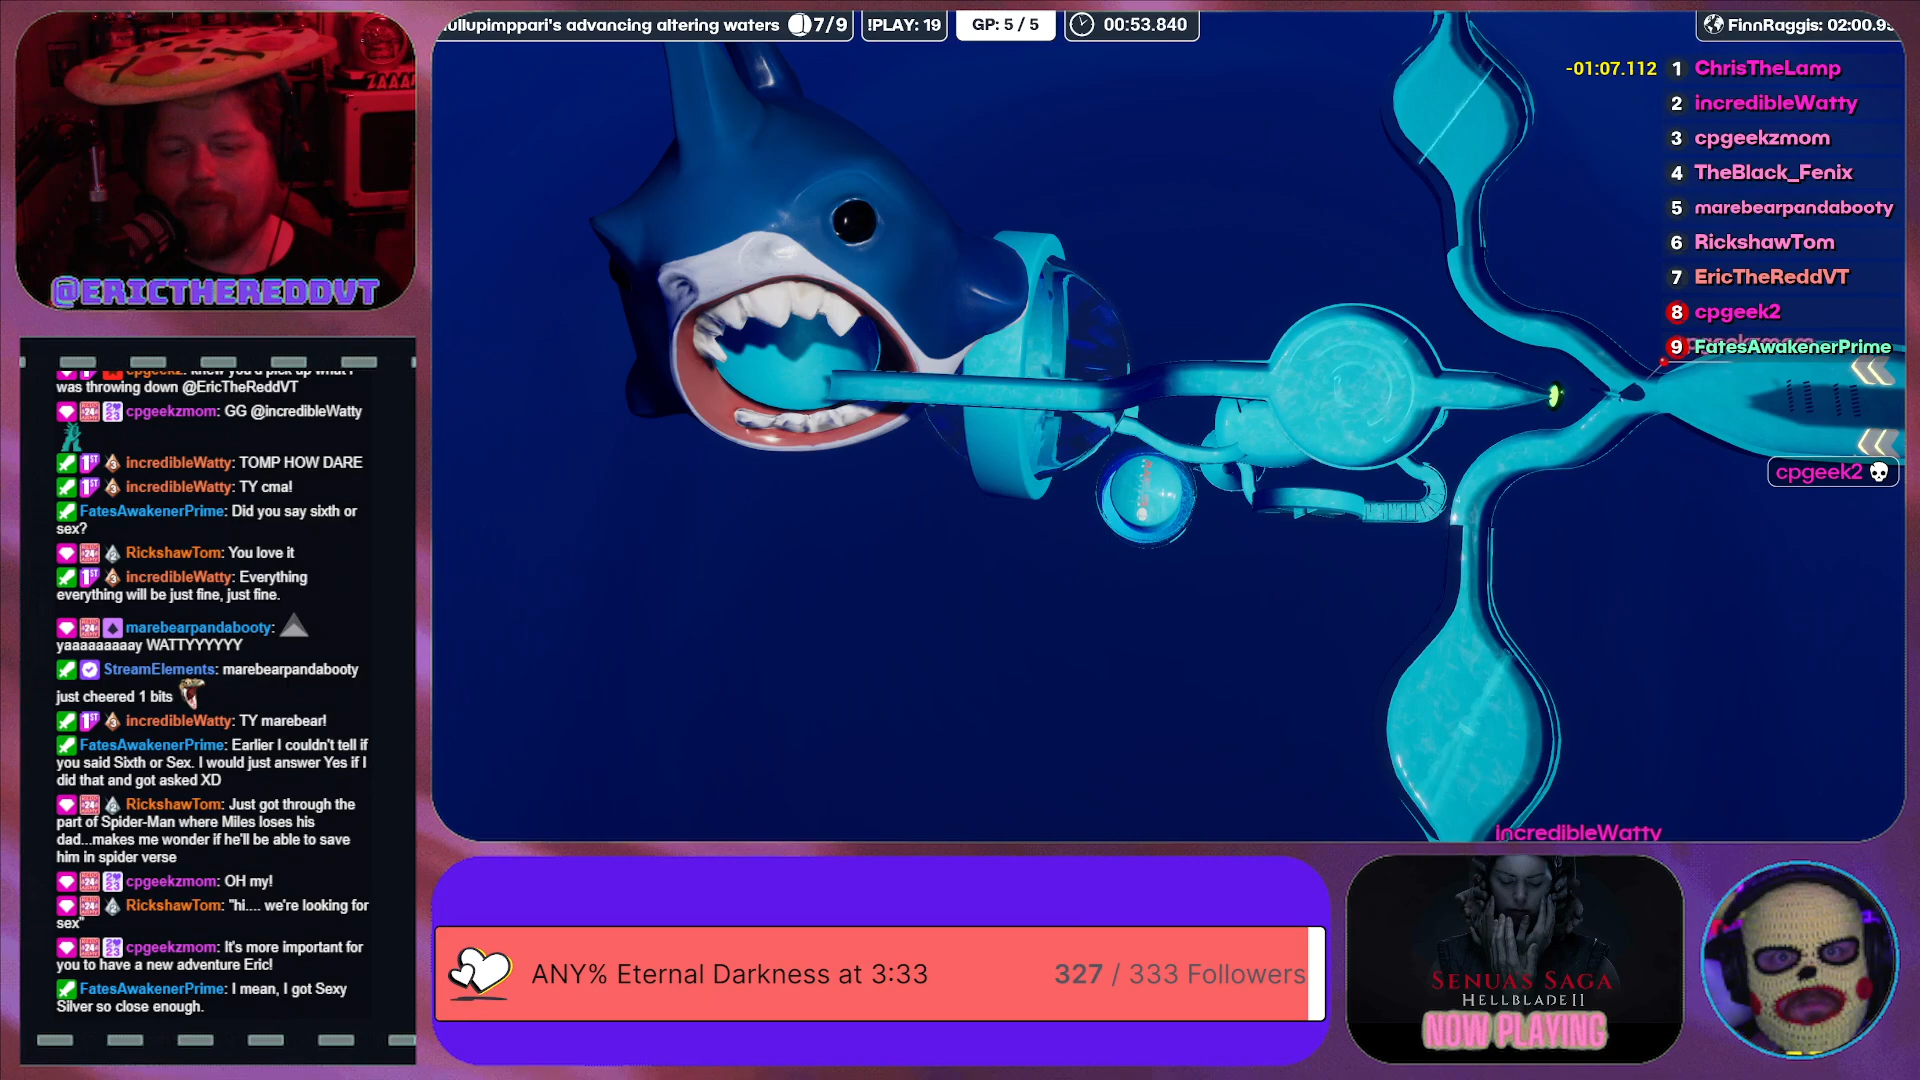 ullupimppari's advancing altering waters 7/9
!PLAY: 19
GP: 5 / 5
00:53.840
FinnRaggis: 02:00.9
-01:07.112 1 ChrisTheLamp
2 incredibleWatty
3 cpgeekzmom
4 TheBlack_Fenix
5 marebearpandabooty
6 RickshawTom
7 EricTheReddVT
8 cpgeek2
9 FatesAwakenerPrime
cpgeek2
incredibleWatty
ZAAA
@ERICTHEREDDVT
was throwing down @EricTheReddVT
cpgeekzmom: GG @incredibleWatty
incredibleWatty: TOMP HOW DARE
incredibleWatty: TY cma!
FatesAwakenerPrime: Did you say sixth or
sex?
RickshawTom: You love it
incredibleWatty: Everything
everything will be just fine, just fine.
marebearpandabooty:
yaaaaaaaaay WATTYYYYYY
StreamElements: marebearpandabooty
just cheered 1 bits
incredibleWatty: TY marebear!
FatesAwakenerPrime: Earlier I couldn't tell if
you said Sixth or Sex. I would just answer Yes if I
did that and got asked XD
RickshawTom: Just got through the
part of Spider-Man where Miles loses his
dad...makes me wonder if he'll be able to save
him in spider verse
cpgeekzmom: OH my!
RickshawTom: "hi.... we're looking for
sex"
cpgeekzmom: It's more important for
you to have a new adventure Eric!
FatesAwakenerPrime: I mean, I got Sexy
Silver so close enough.
ANY% Eternal Darkness at 3:33
327 / 333 Followers
SENUAS SAGA
HELLBLADE II
NOW PLAYING